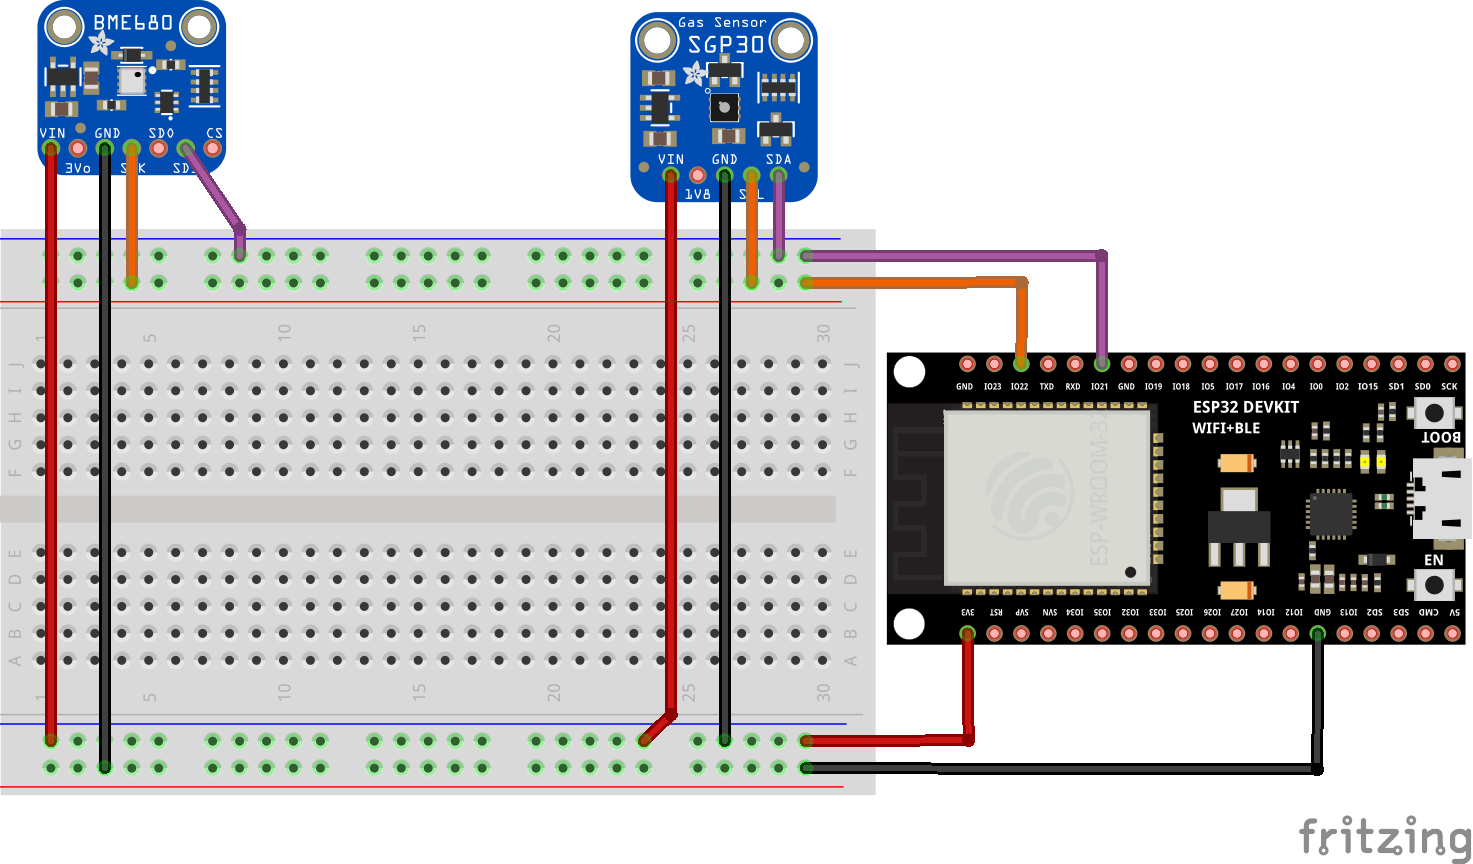 BME680
VIN GND SDO CS
3Vo
Gas Sensor
SGP30
VIN GND SDA
1V8
1 5 10 15 20 25 30
J J
I I
H H
G G
F F
E E
D D
C C
B B
A A
1 5 10 15 20 25 30
GND IO23 IO22 TXD RXD IO21 GND IO19 IO18 IO5 IO17 IO16 IO4 IO0 IO2 IO15 SD1 SD0 SCK
ESP32 DEVKIT
WIFI+BLE
BOOT
ESP-WROOM-32
EN
3V3 RST SVP SVN IO34 IO35 IO32 IO33 IO25 IO26 IO27 IO14 IO12 GND IO13 SD2 SD3 CMD 5V
fritzing